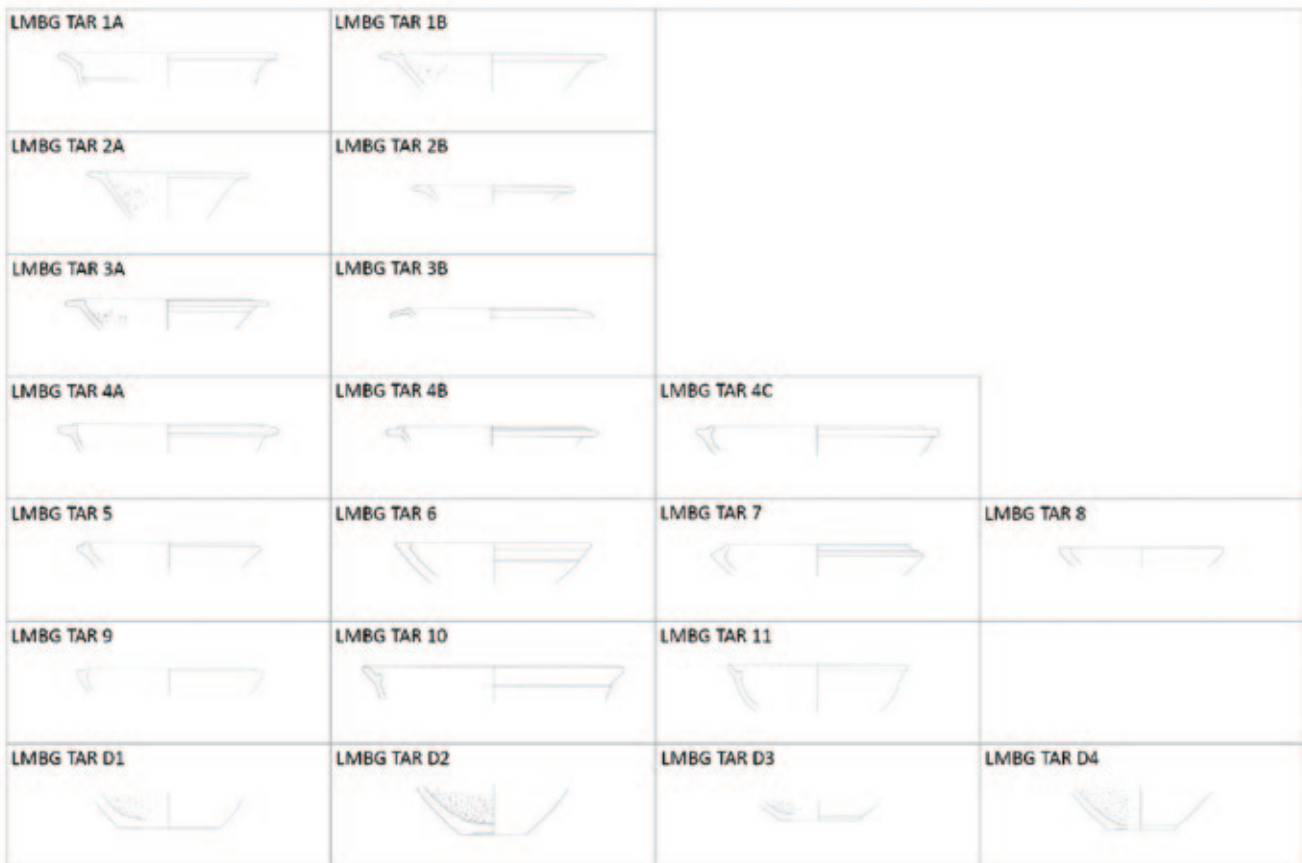 LMBG TAR 1A
LMBG TAR 1B
LMBG TAR 2A
LMBG TAR 2B
LMBG TAR 3A
LMBG TAR 3B
LMBG TAR 4A
LMBG TAR 4B
LMBG TAR 4C
LMBG TAR 5
LMBG TAR 6
LMBG TAR 7
LMBG TAR 8
LMBG TAR 9
LMBG TAR 10
LMBG TAR 11
LMBG TAR D1
LMBG TAR D2
LMBG TAR D3
LMBG TAR D4